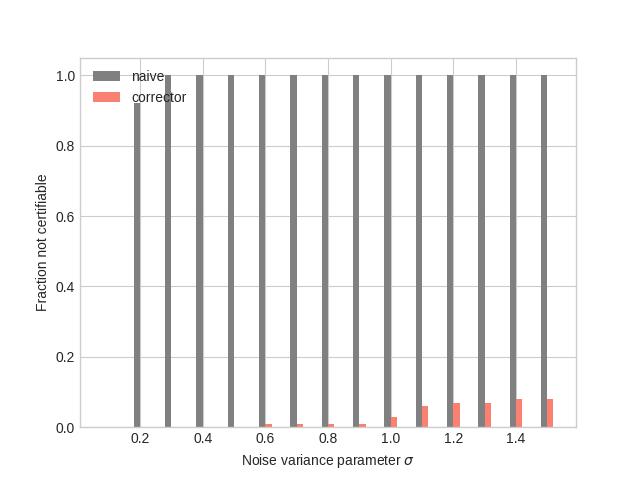 naive
corrector
1.0
0.8
0.6
0.4
0.2
0.0
Fraction not certifiable
0.2 0.4 0.6 0.8 1.0 1.2 1.4
Noise variance parameter σ